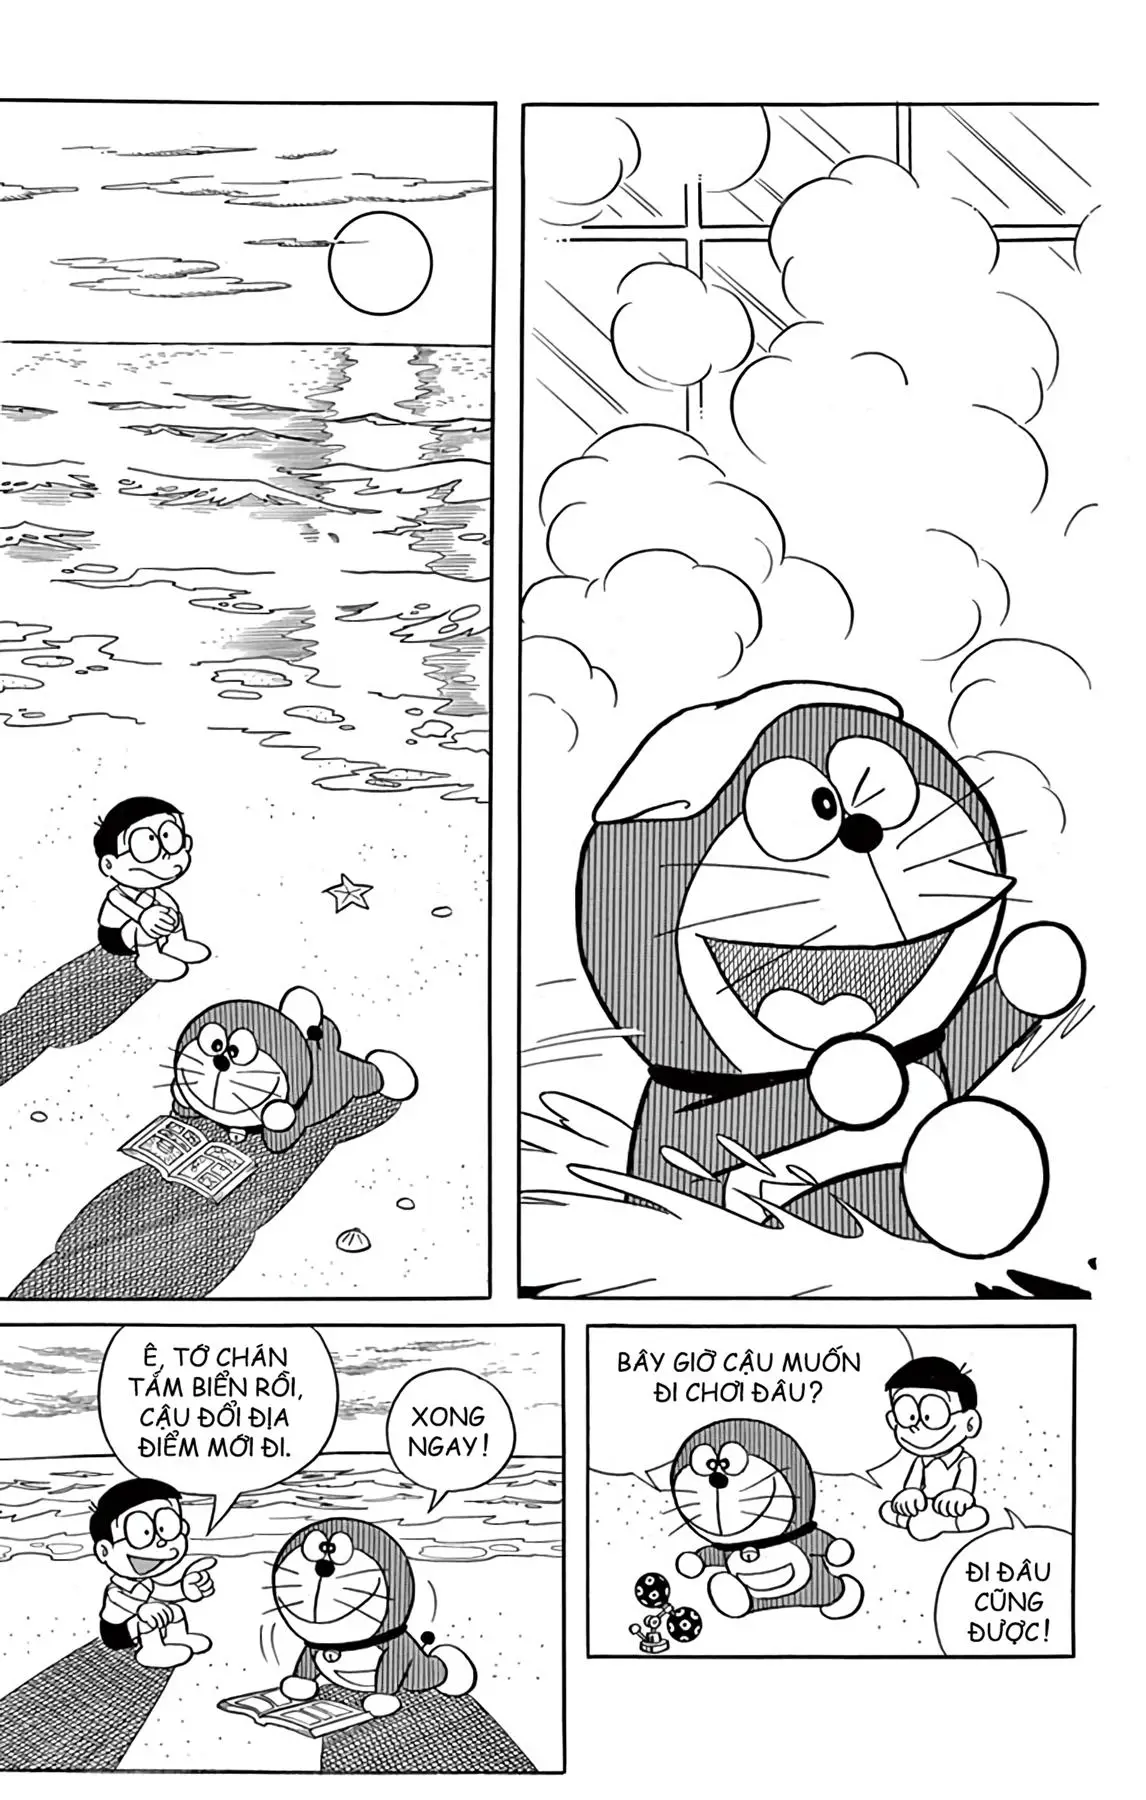 Ê, TỚ CHÁN
TẮM BIỂN RỒI,
CẬU ĐỔI ĐỊA
ĐIỂM MỚI ĐI.
XONG
NGAY!
BÂY GIỜ CẬU MUỐN
ĐI CHƠI ĐÂU?
ĐI ĐÂU
CŨNG
ĐƯỢC!